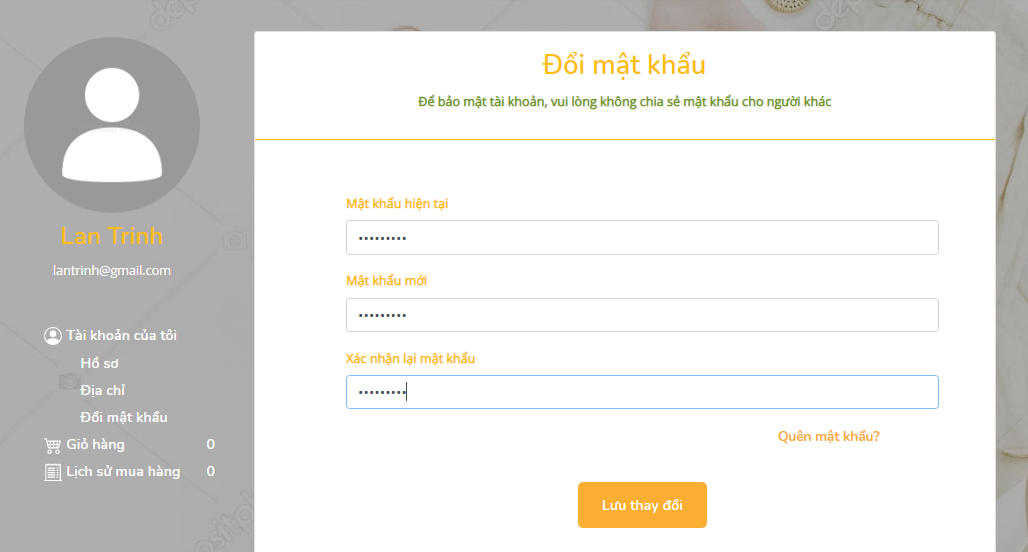 Lan Trinh
lantrinh@gmail.com
Tài khoản của tôi
Hồ sơ
Địa chỉ
Đổi mật khẩu
Giỏ hàng 0
Lịch sử mua hàng 0
Đổi mật khẩu
Để bảo mật tài khoản, vui lòng không chia sẻ mật khẩu cho người khác
Mật khẩu hiện tại
•••••••••
Mật khẩu mới
•••••••••
Xác nhận lại mật khẩu
•••••••••
Quên mật khẩu?
Lưu thay đổi